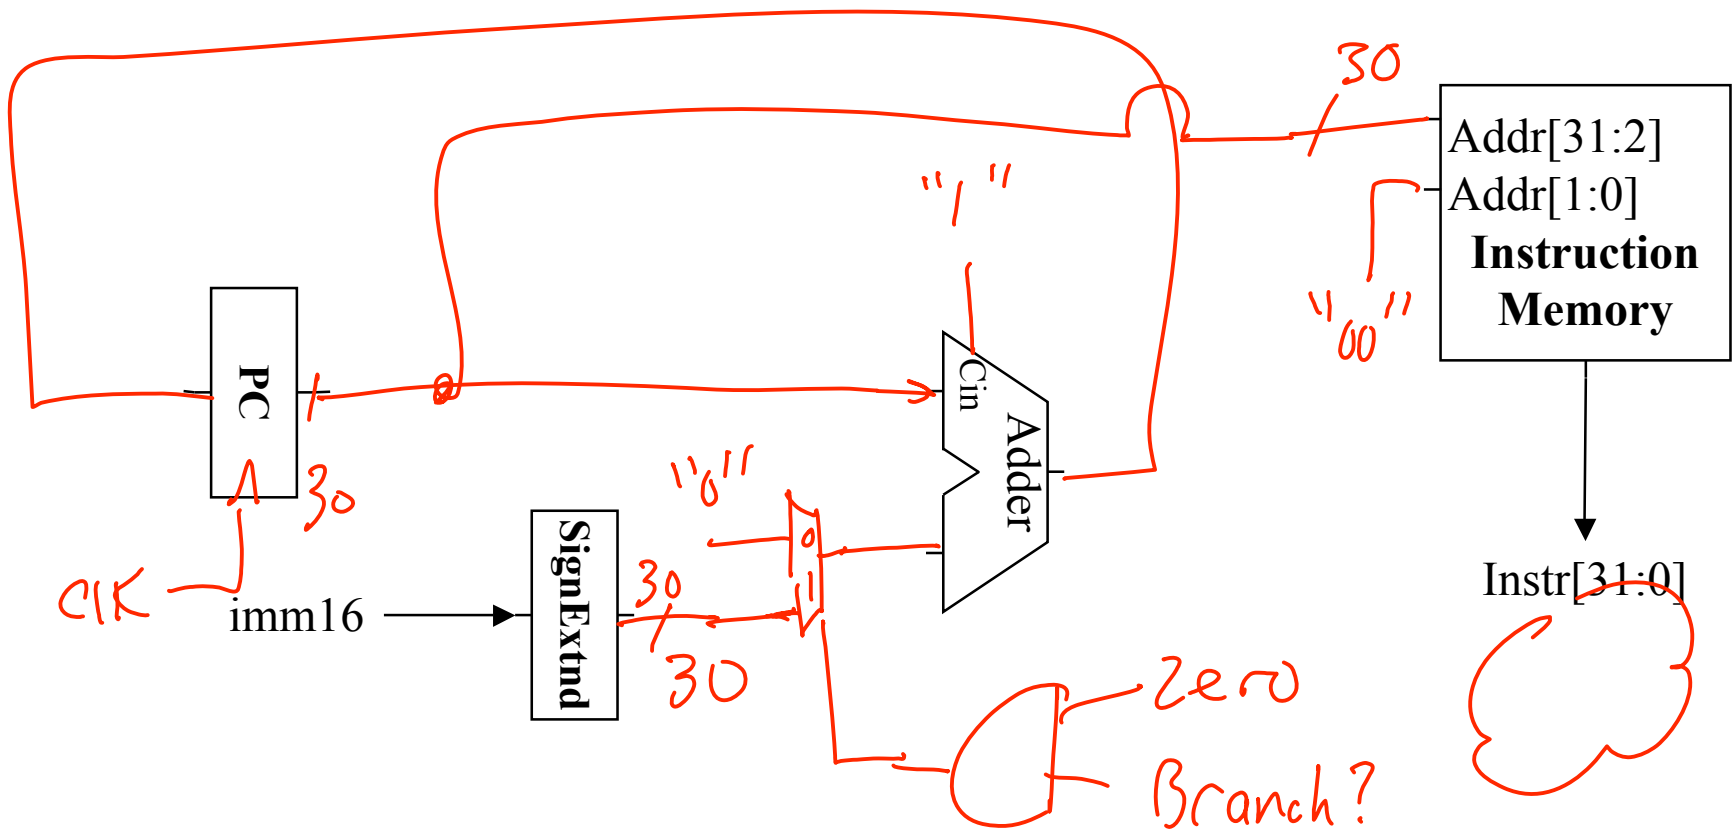 30
Addr[31:2]
"1"
Addr[1:0]
Instruction
Memory
"00"
PC
Cin
Adder
30
"0"
0
1
SignExtnd
30
30
Clk
imm16
Instr[31:0]
Zero
Branch?